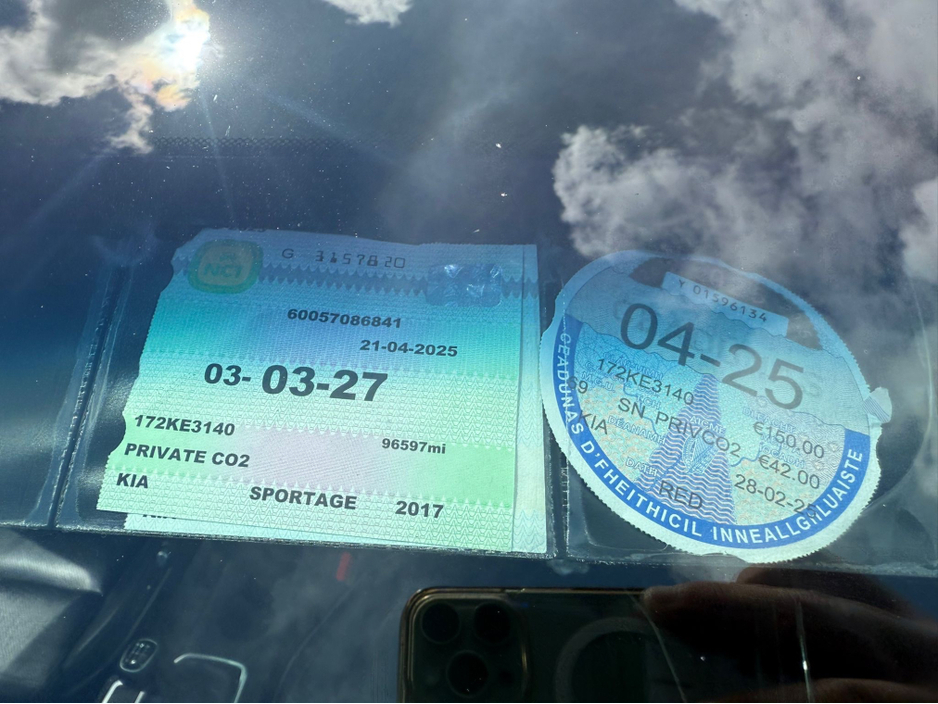 NCT
G 3157820
60057086841
21-04-2025
03-03-27
172KE3140
96597mi
PRIVATE CO2
KIA
SPORTAGE
2017
Y 01396134
04-25
172KE3140
€150.00
SN PRIVCO2
€42.00
KIA
28-02-25
RED
CEADÚNAS D'FHEITHICIL INNEALLGHLUAISTE